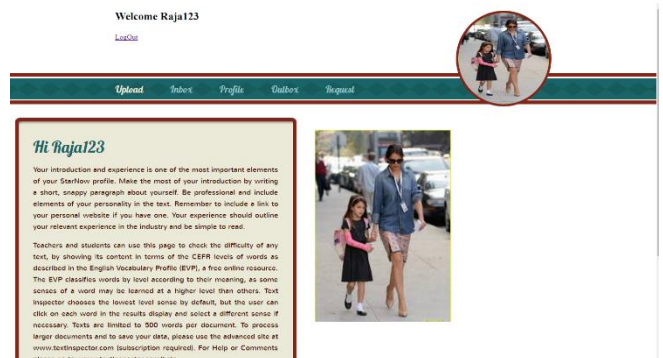 Welcome Raja123
LogOut
Upload Inbox Profile Outbox Request
Hi Raja123
Your introduction and experience is one of the most important elements
of your StarNow profile. Make the most of your introduction by writing
a short, snappy paragraph about yourself. Be professional and include
elements of your personality in the text. Remember to include a link to
your personal website if you have one. Your experience should outline
your relevant experience in the industry and be simple to read.
Teachers and students can use this page to check the difficulty of any
text, by showing its content in terms of the CEFR levels of words as
described in the English Vocabulary Profile (EVP), a free online resource.
The EVP classifies words by level according to their meaning, as some
senses of a word may be learned at a higher level than others. Text
Inspector chooses the lowest level sense by default, but the user can
click on each word in the results display and select a different sense if
necessary. Texts are limited to 500 words per document. To process
larger documents and to save your data, please use the advanced site at
www.textinspector.com (subscription required). For Help or Comments